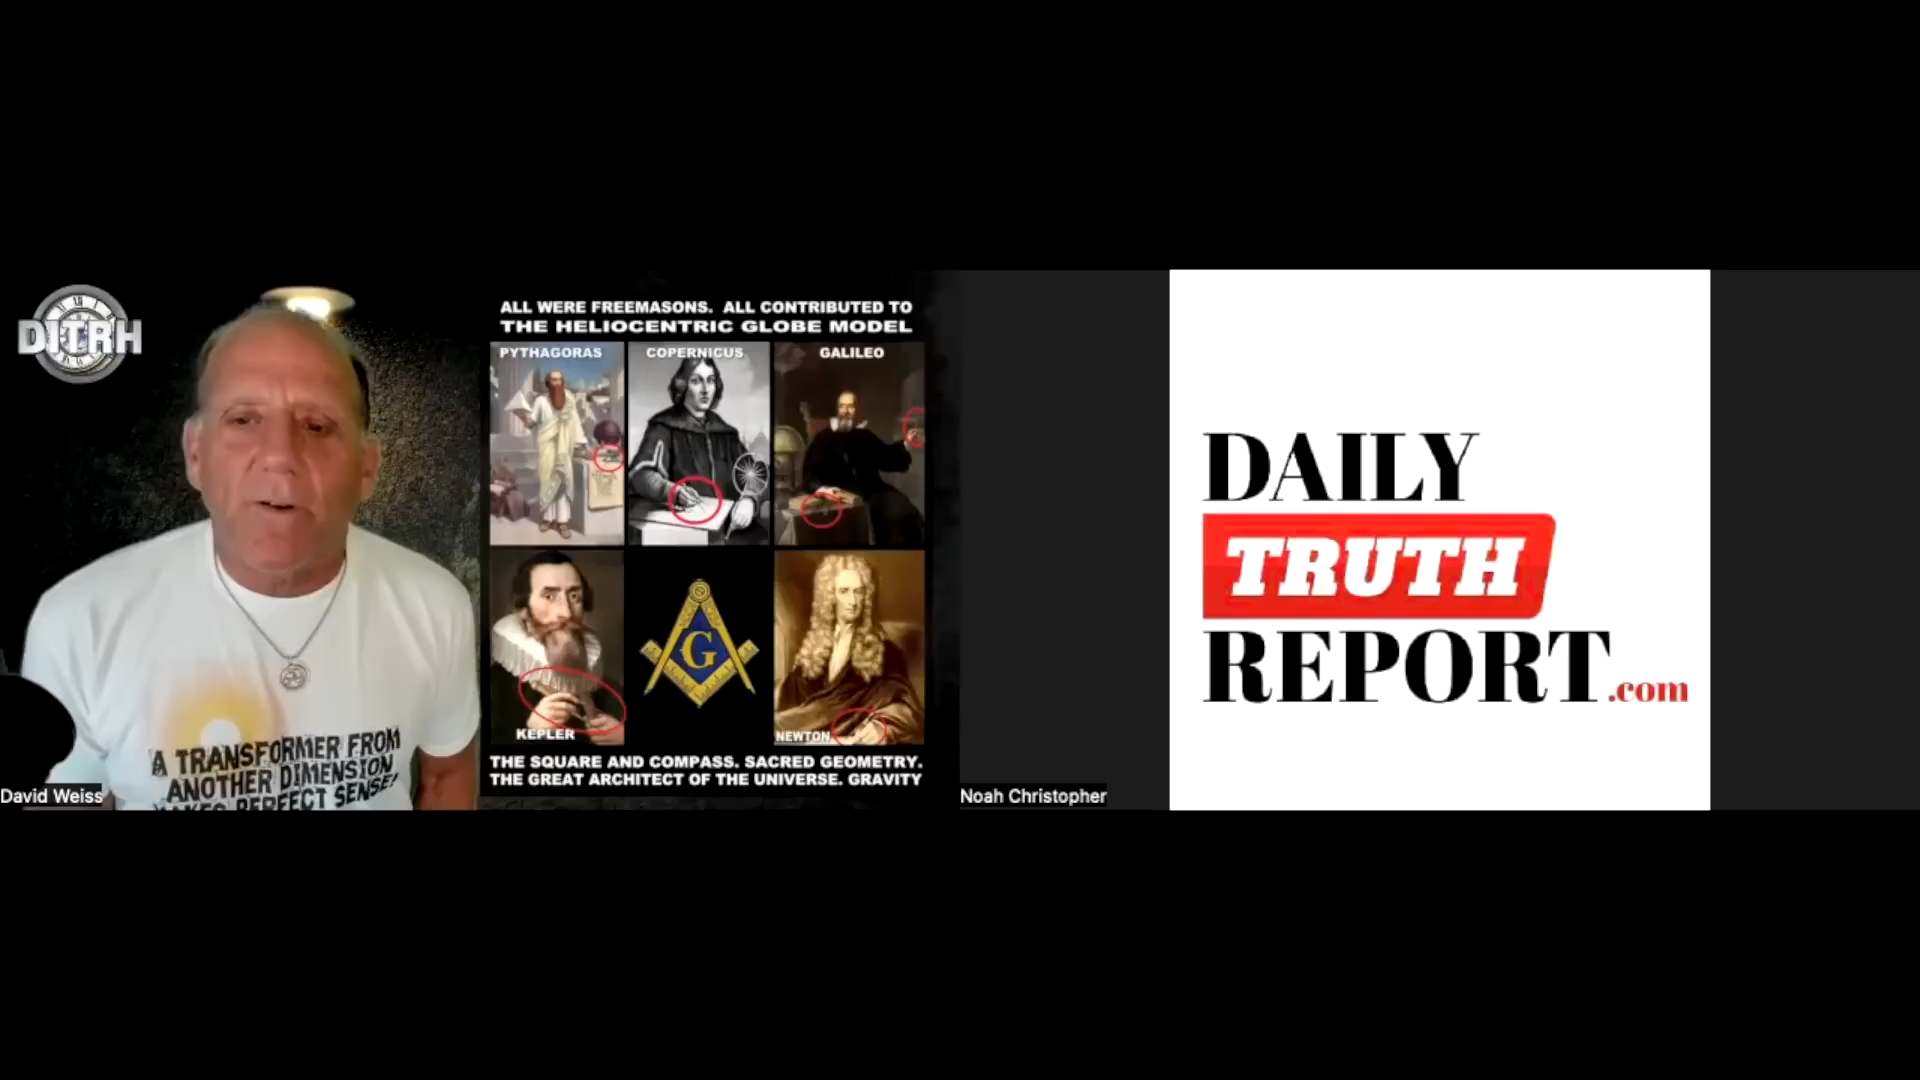 DITRH
ALL WERE FREEMASONS. ALL CONTRIBUTED TO
THE HELIOCENTRIC GLOBE MODEL
PYTHAGORAS
COPERNICUS
GALILEO
KEPLER
G
NEWTON
THE SQUARE AND COMPASS. SACRED GEOMETRY.
THE GREAT ARCHITECT OF THE UNIVERSE. GRAVITY
A TRANSFORMER FROM
ANOTHER DIMENSION
MAKES PERFECT SENSE!
David Weiss
DAILY
TRUTH
REPORT.com
Noah Christopher